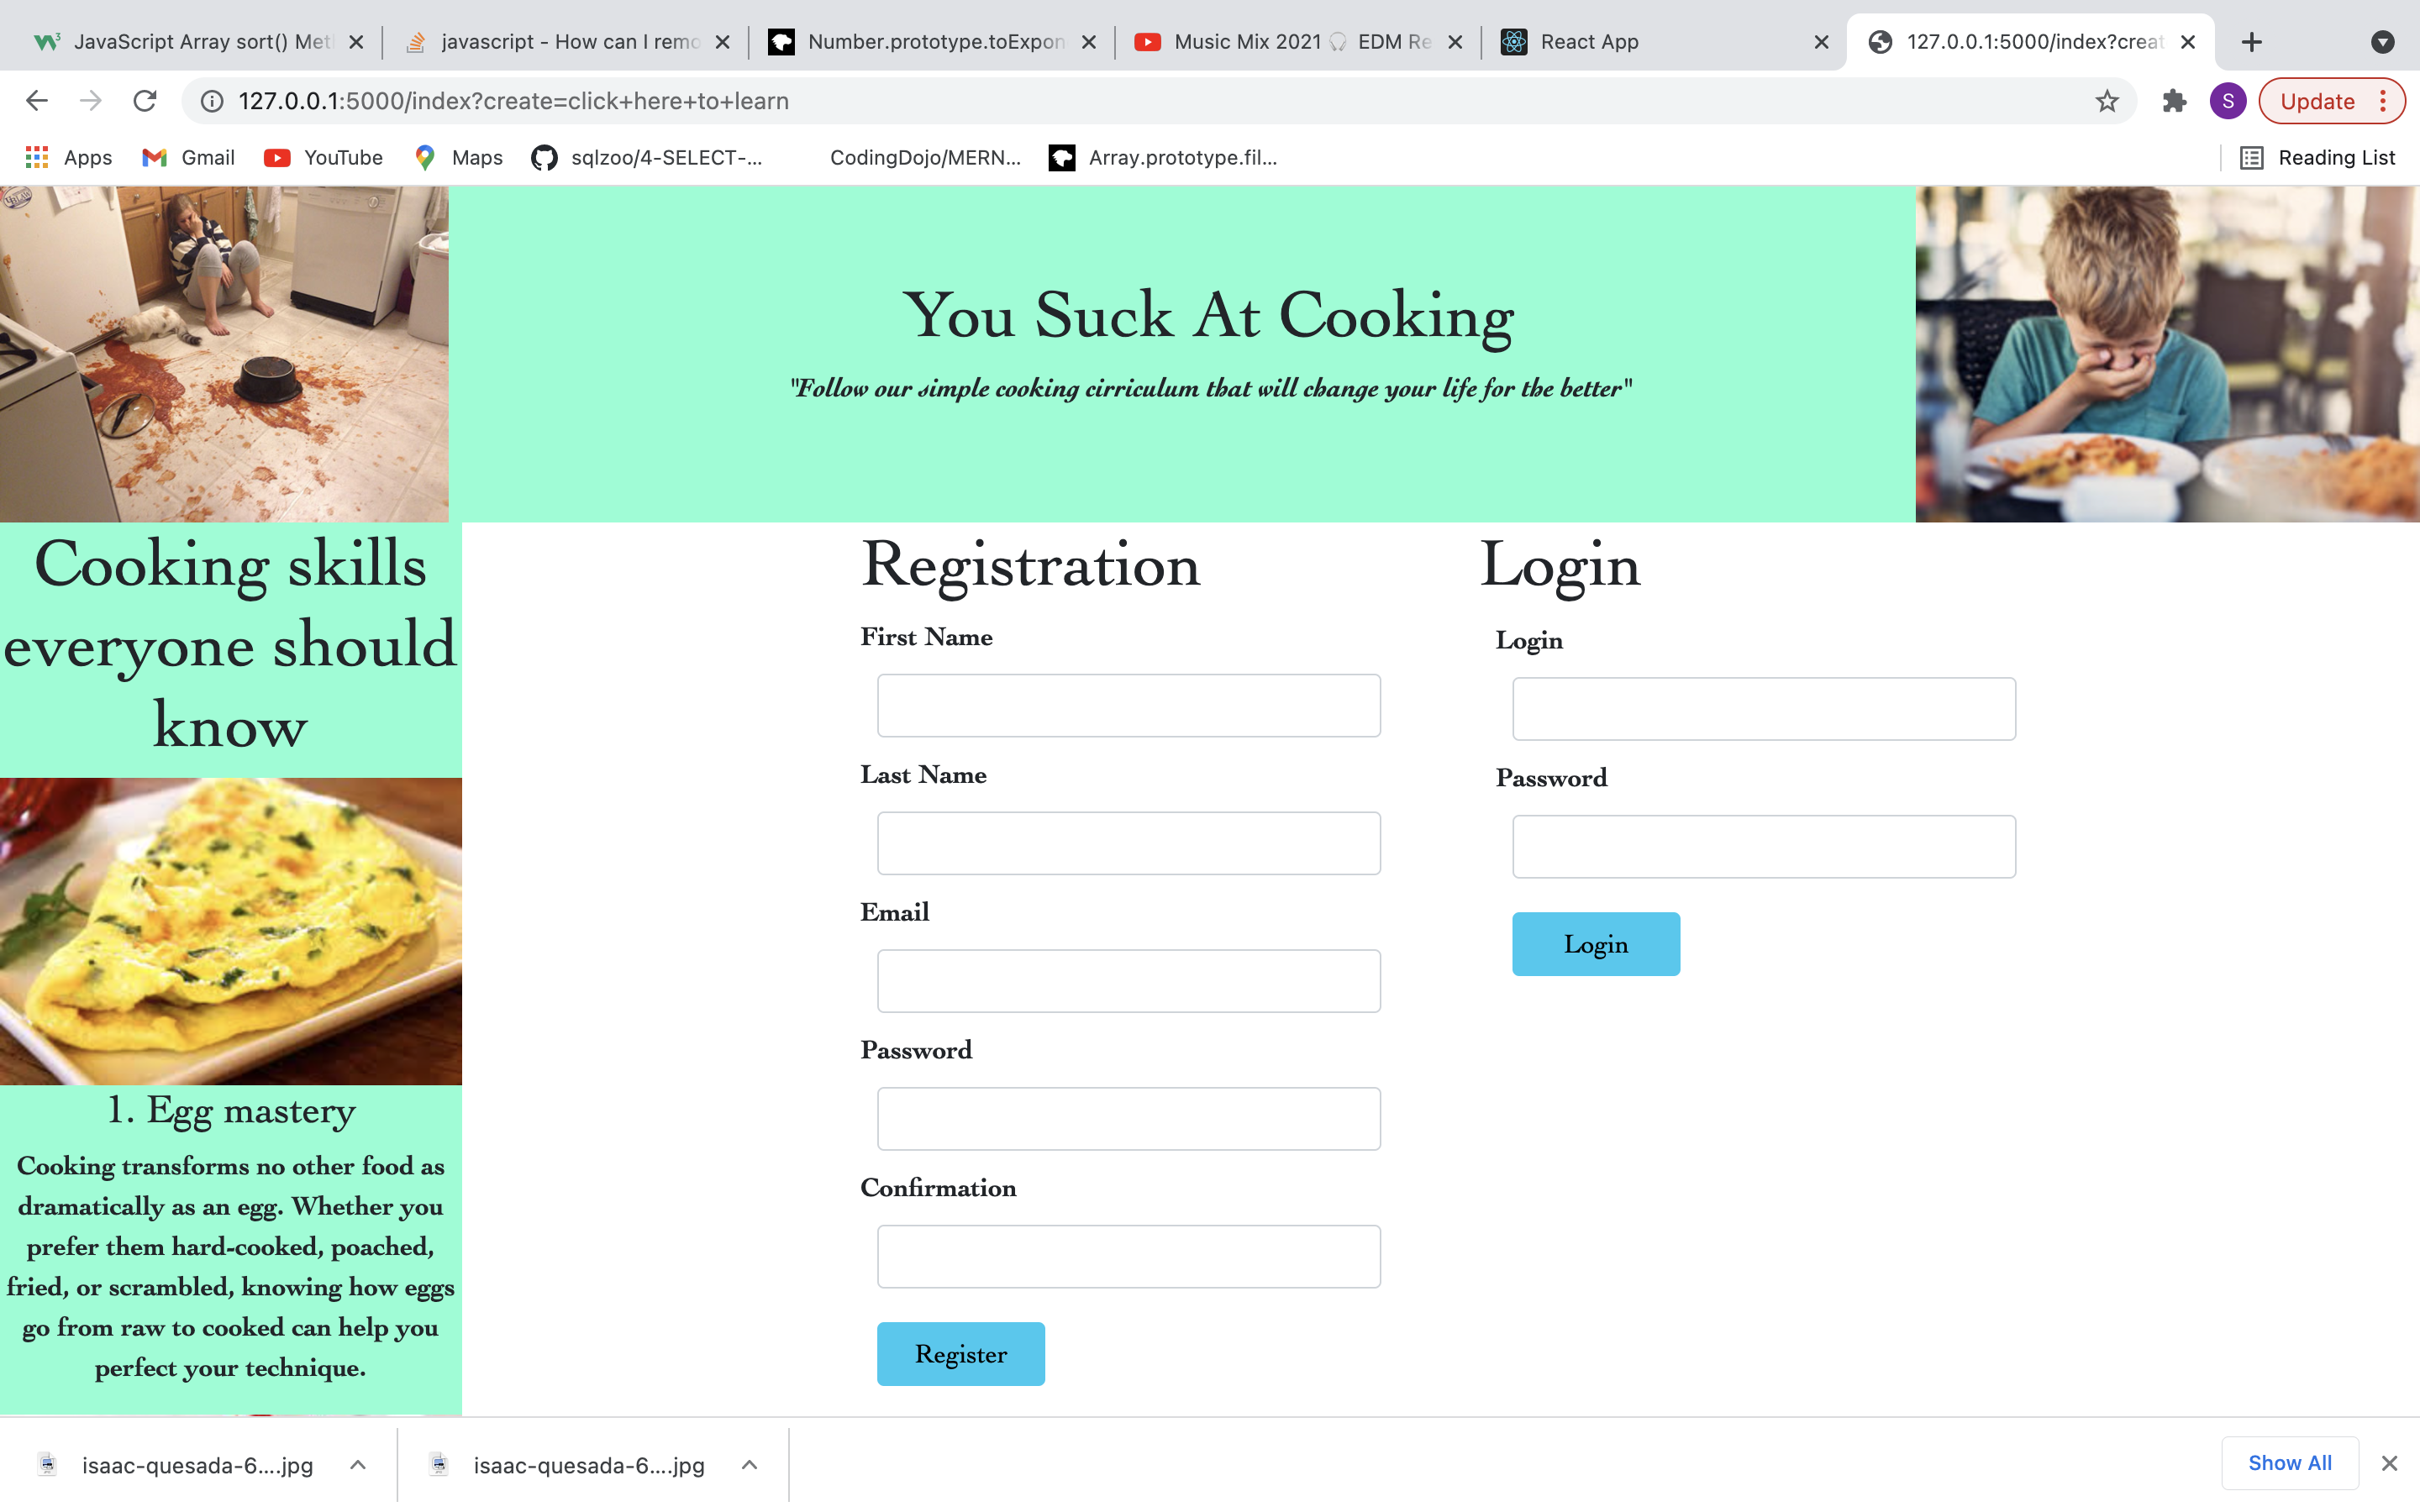 JavaScript Array sort() Met
javascript - How can I remo
Number.prototype.toExpon
Music Mix 2021 🎧 EDM Re
React App
127.0.0.1:5000/index?creat
127.0.0.1:5000/index?create=click+here+to+learn
S
Update
Apps
Gmail
YouTube
Maps
sqlzoo/4-SELECT-...
CodingDojo/MERN...
Array.prototype.fil...
Reading List
You Suck At Cooking
"Follow our simple cooking cirriculum that will change your life for the better"
Cooking skills
everyone should
know
1. Egg mastery
Cooking transforms no other food as
dramatically as an egg. Whether you
prefer them hard-cooked, poached,
fried, or scrambled, knowing how eggs
go from raw to cooked can help you
perfect your technique.
Registration
First Name
Last Name
Email
Password
Confirmation
Register
Login
Login
Password
Login
isaac-quesada-6....jpg
isaac-quesada-6....jpg
Show All